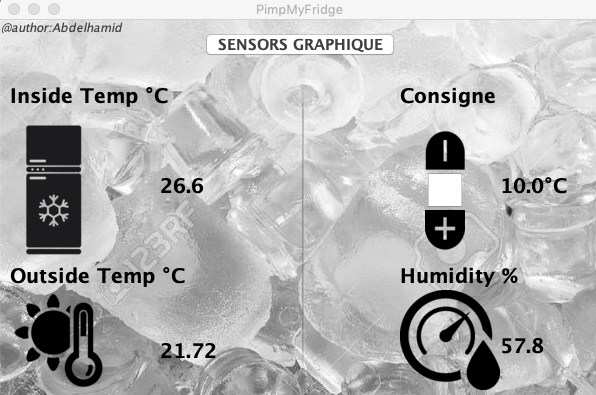 PimpMyFridge
@author:Abdelhamid
SENSORS GRAPHIQUE
Inside Temp °C
Consigne
26.6
10.0°C
Outside Temp °C
Humidity %
21.72
57.8
123RF